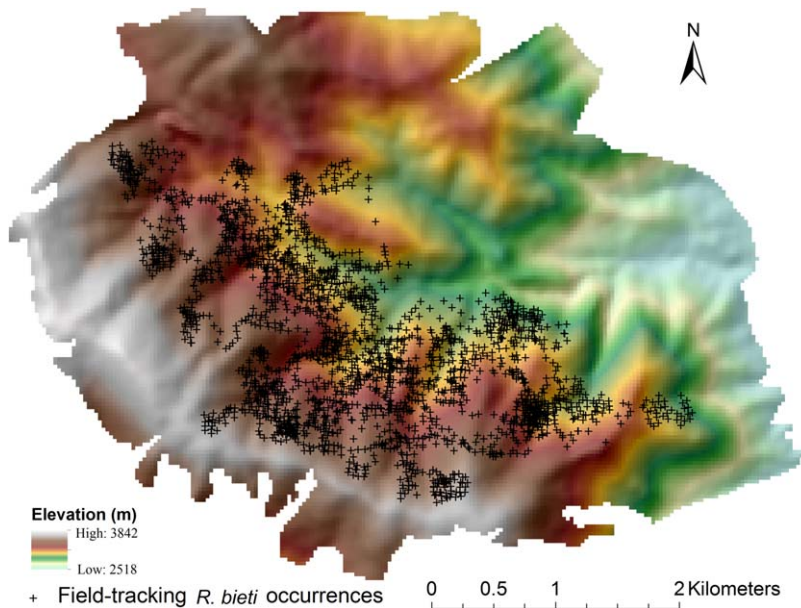 N
Elevation (m)
High: 3842
Low: 2518
+ Field-tracking R. bieti occurrences
0 0.5 1 2 Kilometers